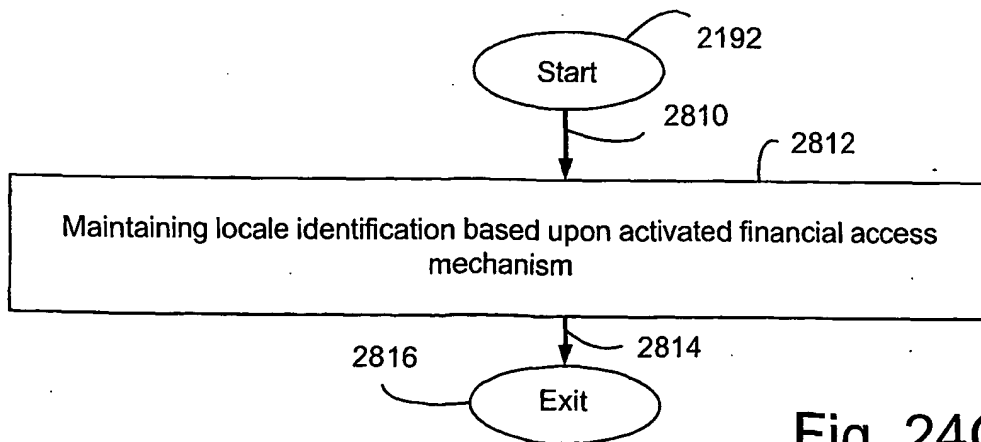 2192
Start
2810
2812
Maintaining locale identification based upon activated financial access
mechanism
2814
2816
Exit